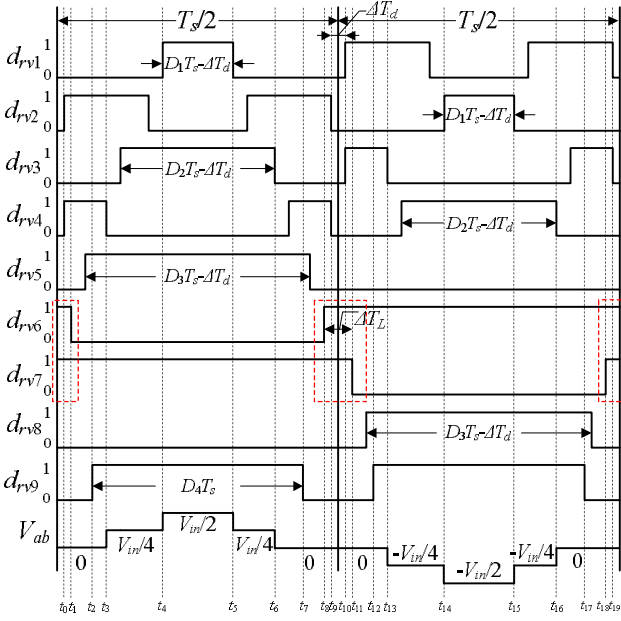 Ts/2 ΔTd Ts/2
drv1 1 0 D1Ts-ΔTd
drv2 1 0 D1Ts-ΔTd
drv3 1 0 D2Ts-ΔTd
drv4 1 0 D2Ts-ΔTd
drv5 1 0 D3Ts-ΔTd
drv6 1 0 ΔTL
drv7 1 0
drv8 1 0 D3Ts-ΔTd
drv9 1 0 D4Ts
Vab 0 Vin/4 Vin/2 Vin/4 0 0 -Vin/4 -Vin/2 -Vin/4 0
t0 t1 t2 t3 t4 t5 t6 t7 t8 t9 t10 t11 t12 t13 t14 t15 t16 t17 t18 t19